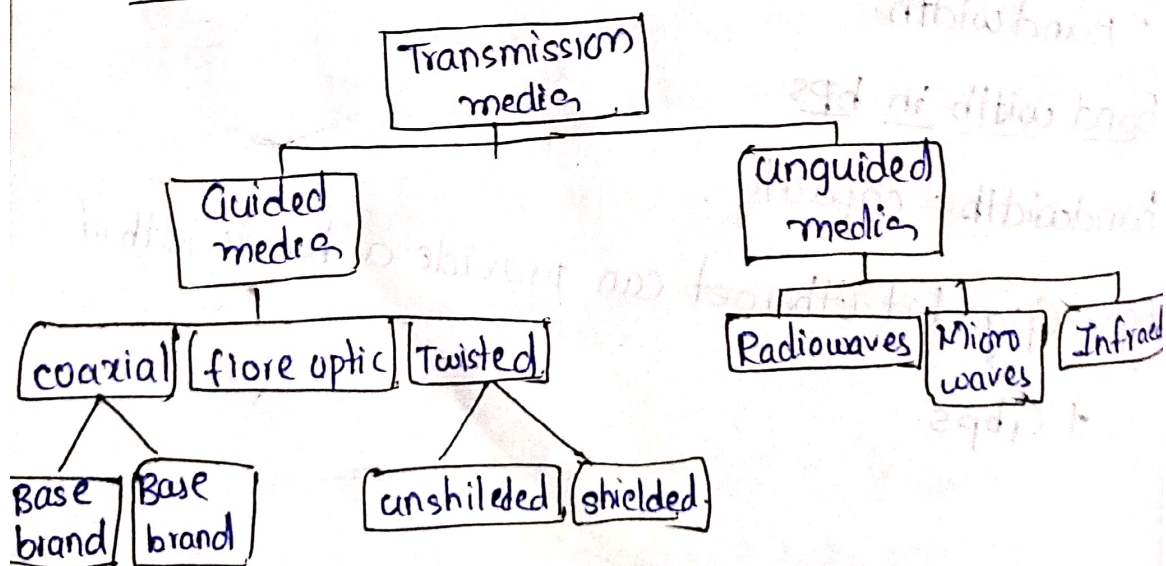 Transmission
media
Guided
media
unguided
media
coaxial
fiore optic
Twisted
Radiowaves
Micro
waves
Infrad
Base
brand
Base
brand
unshileded
shielded.